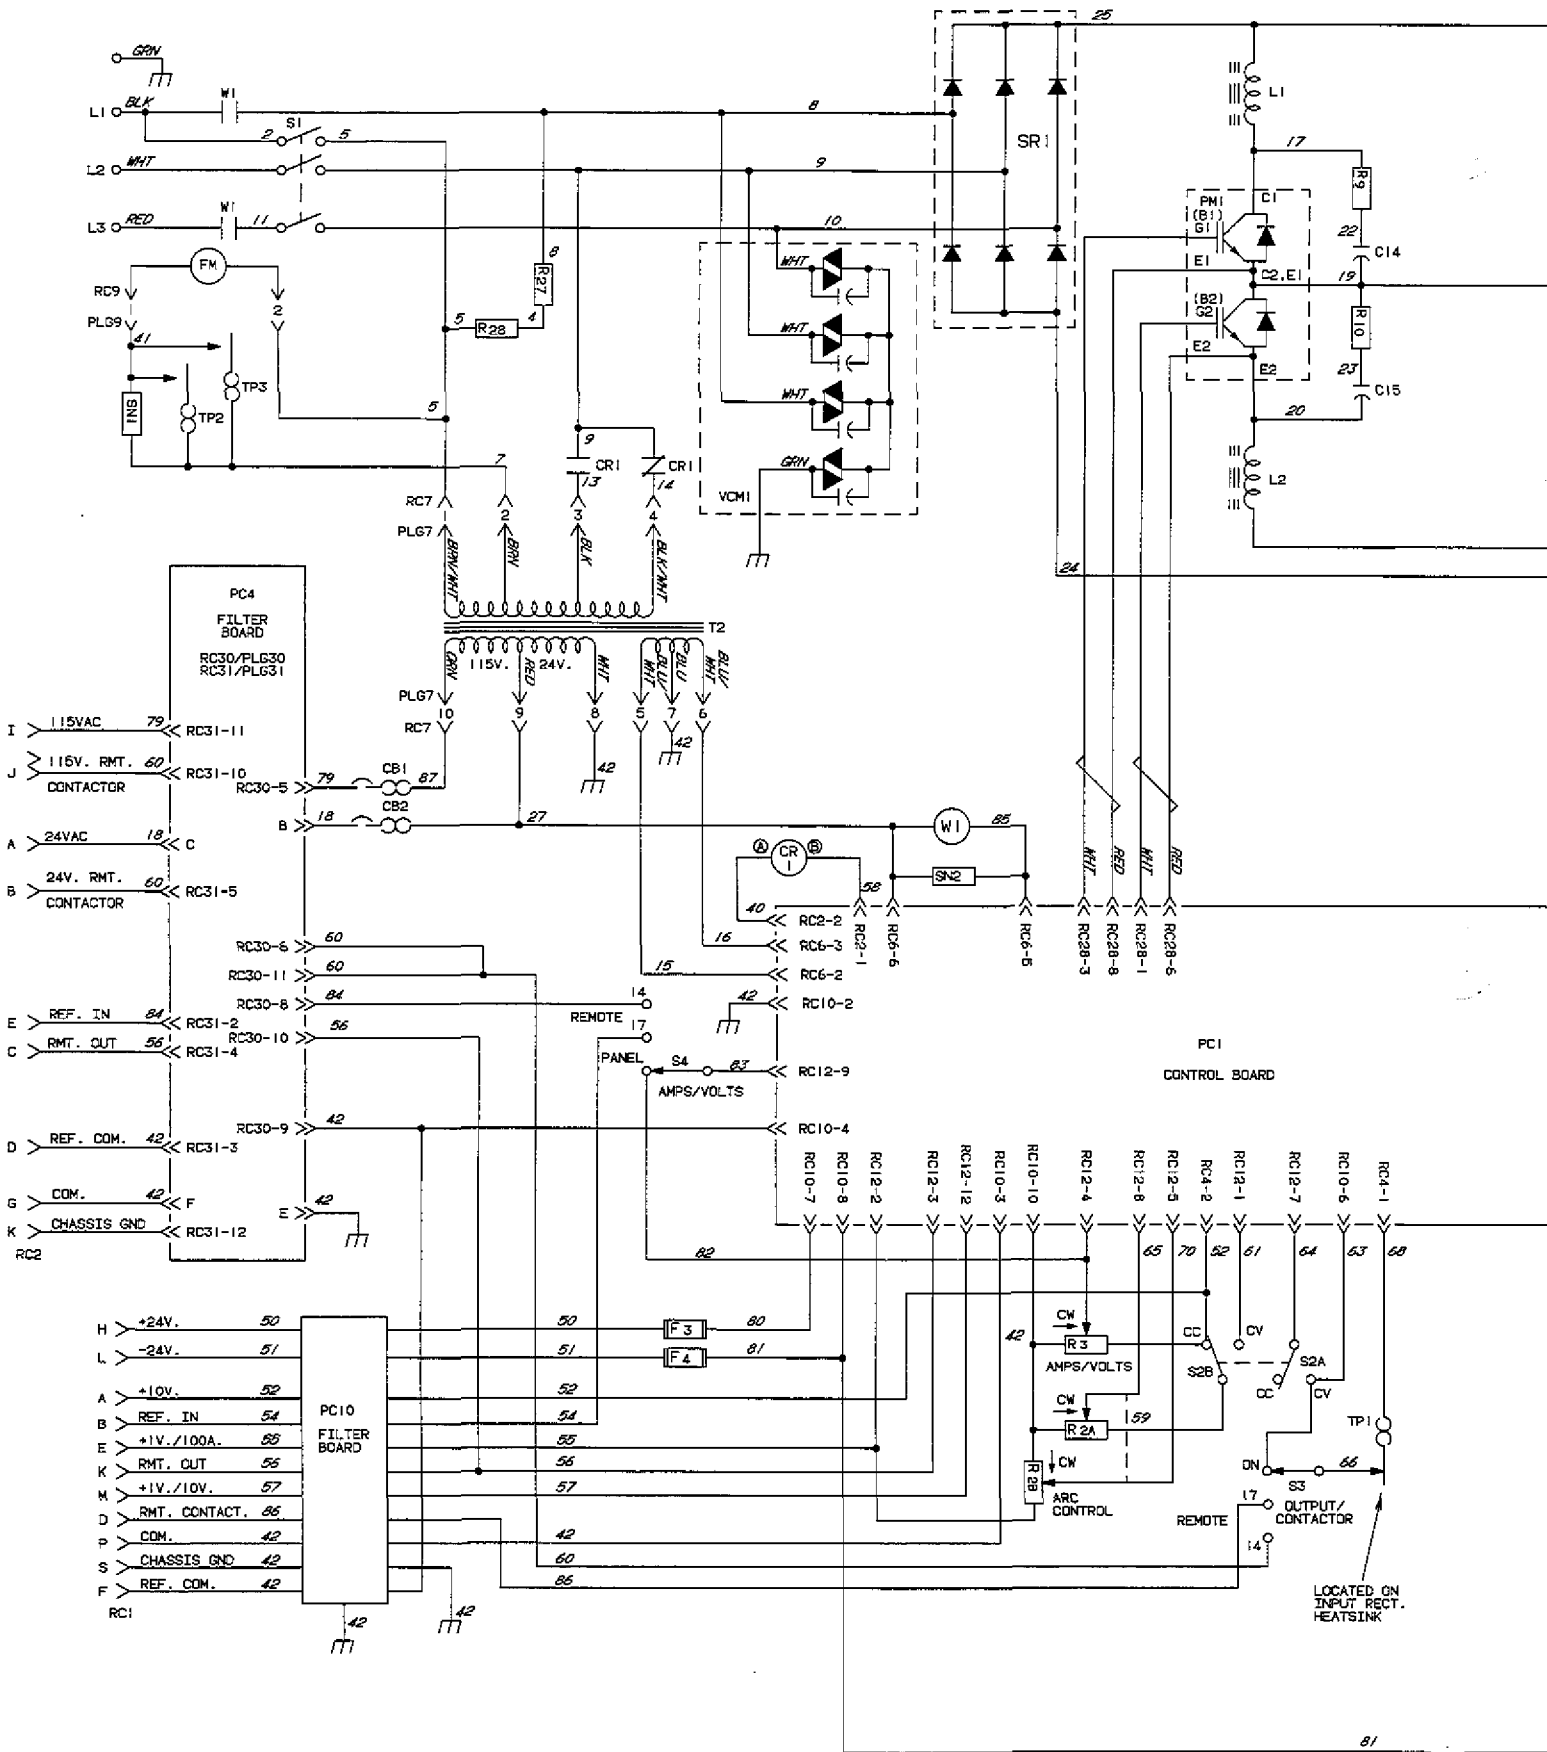 25
GRN
L1 BLK W1 8
2 S1 5
L1
SR1
L2 WHT 9
17
R9
PM1 C1
(B1)
G1
L3 RED W1 11 10
22
C14
FM
8
WHT
E1 C2,E1 19
RC9
R27
2
(B2)
G2
R10
PLG9
5 R28 4
41
WHT
E2
E2
23
C15
TP3
SN1
TP2
5
WHT
20
7
9
CR1 CR1
GRN
13 14
VCM1
L2
RC7
2 3 4
PLG7
BRN/WHT BRN BLK BLK/WHT
24
PC4
FILTER
BOARD
RC30/PLG30
RC31/PLG31
T2
115V. 24V.
GRN RED WHT WHT BLU/ BLU BLU/ WHT
PLG7
10 9 8 5 7 6
RC7
42
42
I 115VAC 79 RC31-11
J 115V. RMT. 60 RC31-10
CONTACTOR
RC30-5 79 CB1 87
CB2
B 18 27
W1 85
A 24VAC 18 C
A CR 1 B
B 24V. RMT. 60 RC31-5
CONTACTOR
58 SN2
WHT RED WHT RED
40 RC2-2
RC2-1 RC6-6 RC6-5 RC28-3 RC28-8 RC28-1 RC28-6
RC30-6 60
16 RC6-3
RC30-11 60
15 RC6-2
RC30-8 84 14
REMOTE
42 RC10-2
E REF. IN 84 RC31-2
RC30-10 56 17
C RMT. OUT 56 RC31-4
PC1
CONTROL BOARD
PANEL S4 83 RC12-9
AMPS/VOLTS
RC30-9 42 RC10-4
D REF. COM. 42 RC31-3
RC10-7 RC10-8 RC12-2 RC12-3 RC12-12 RC10-3 RC10-10 RC12-4 RC12-8 RC12-5 RC4-2 RC12-1 RC12-7 RC10-6 RC4-1
G COM. 42 F
E 42
K CHASSIS GND RC31-12
RC2
82 65 70 52 61 64 63 68
H +24V. 50 50 F3 80
CW
42 R3 CC CV
L -24V. 51 51 F4 81
AMPS/VOLTS S2B S2A
CC CV
A +10V. 52 52
PC10
FILTER
BOARD
CW
B REF. IN 54 54
R2A 59
TP1
E +1V./100A. 55 55
K RMT. OUT 56 56
CW
R2B
ON 66
M +1V./10V. 57 57
ARC
CONTROL
S3
17 OUTPUT/
CONTACTOR
D RMT. CONTACT. 86
REMOTE
P COM. 42 42
14
S CHASSIS GND 42 60
F REF. COM. 42 86
RC1
LOCATED ON
INPUT RECT.
HEATSINK
42
42
81